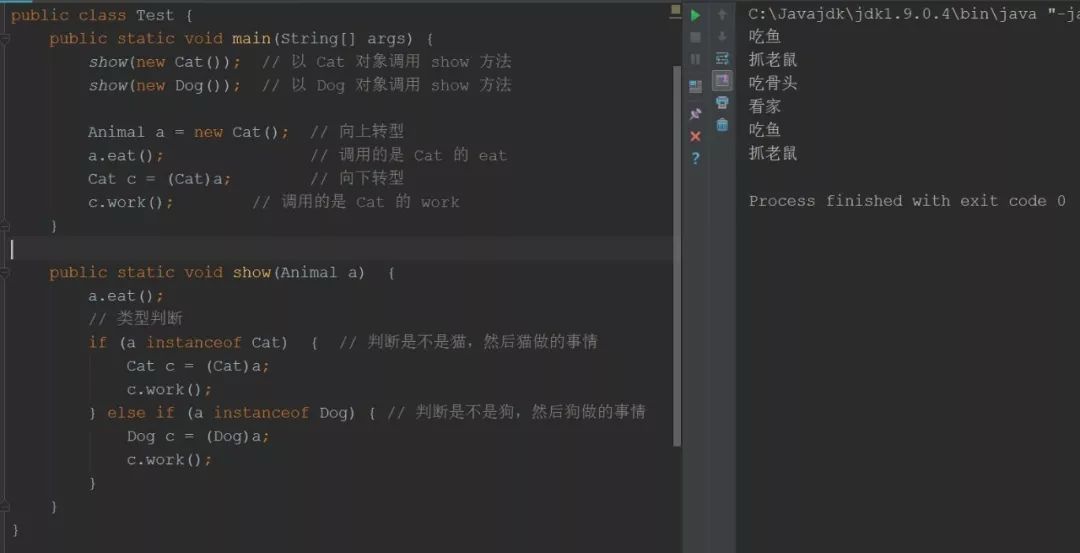 public class Test {
    public static void main(String[] args) {
        show(new Cat());  // 以 Cat 对象调用 show 方法
        show(new Dog());  // 以 Dog 对象调用 show 方法
        Animal a = new Cat();  // 向上转型
        a.eat();               // 调用的是 Cat 的 eat
        Cat c = (Cat)a;        // 向下转型
        c.work();        // 调用的是 Cat 的 work
    }
    public static void show(Animal a)  {
        a.eat();
        // 类型判断
        if (a instanceof Cat)  {  // 判断是不是猫，然后猫做的事情
            Cat c = (Cat)a;
            c.work();
        } else if (a instanceof Dog) { // 判断是不是狗，然后狗做的事情
            Dog c = (Dog)a;
            c.work();
        }
    }
}
C:\Javajdk\jdk1.9.0.4\bin\java "-ja
吃鱼
抓老鼠
吃骨头
看家
吃鱼
抓老鼠
Process finished with exit code 0